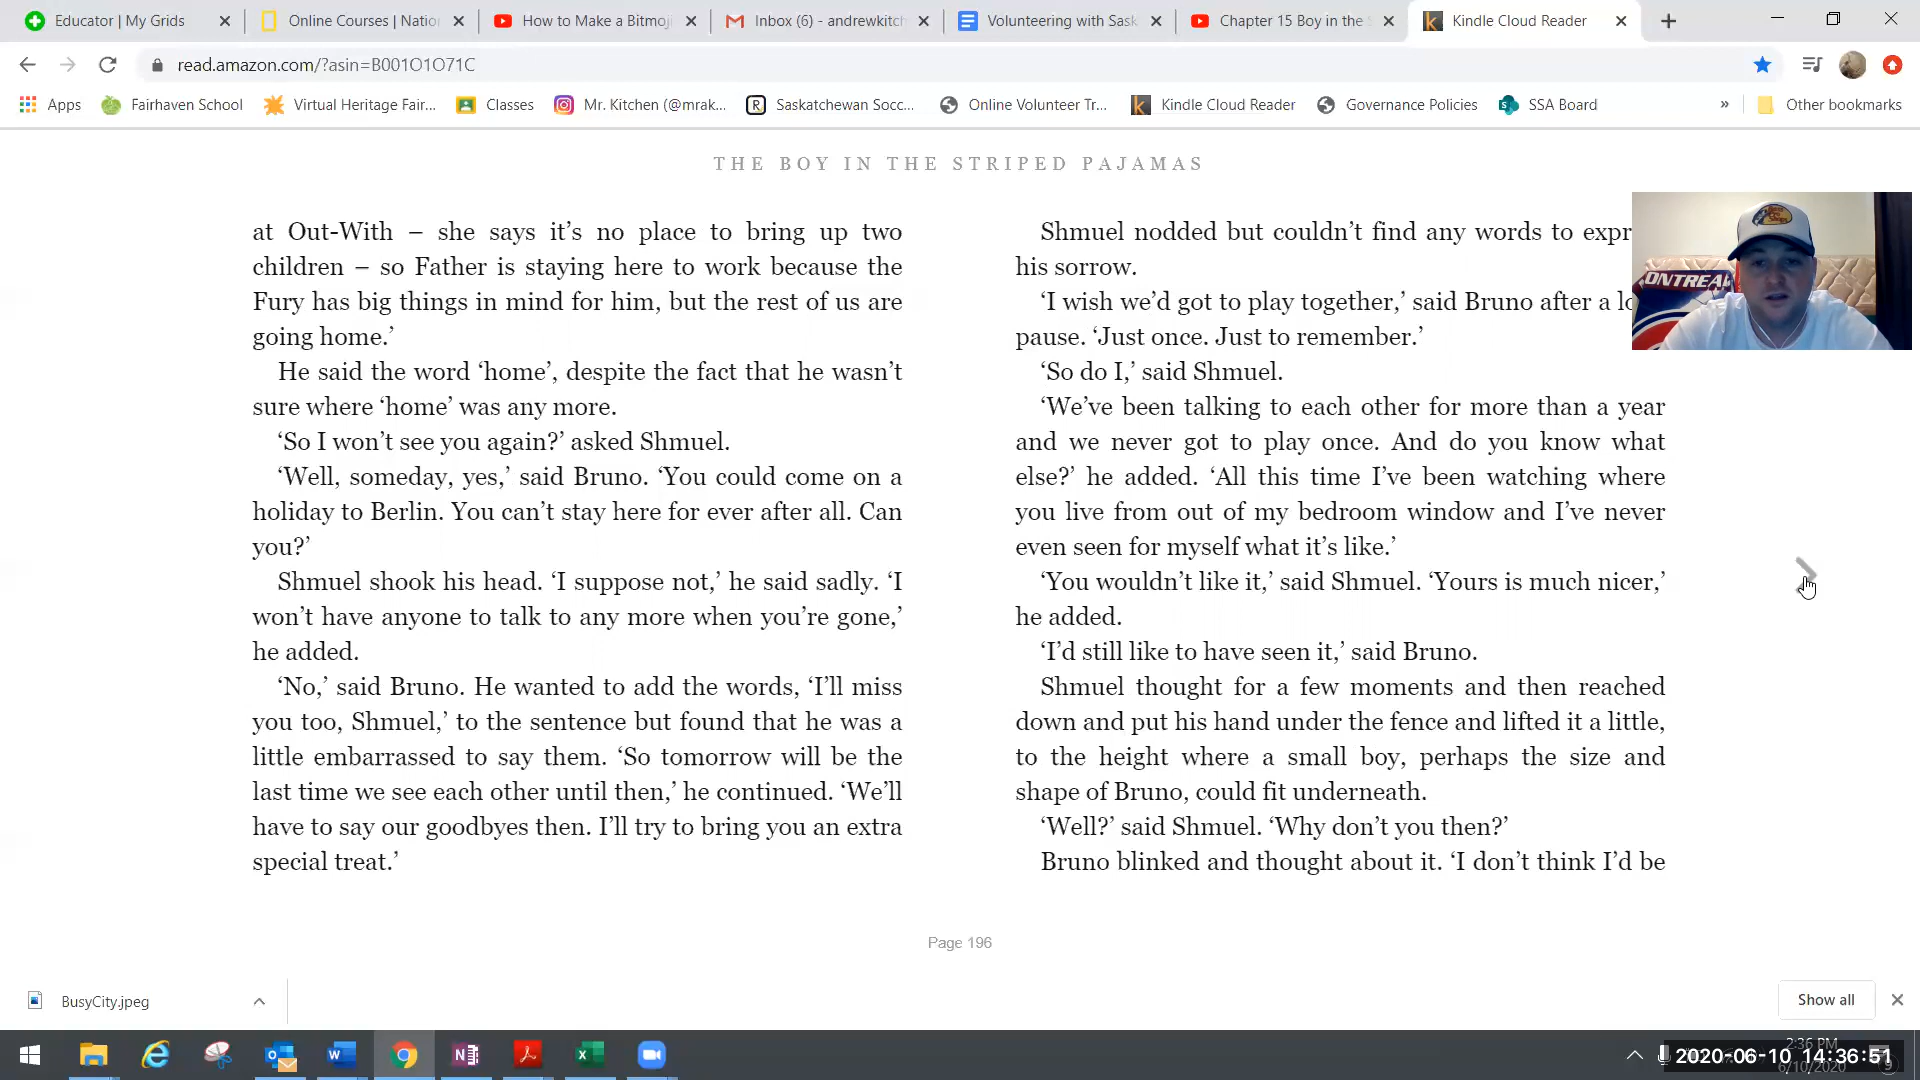 Educator | My Grids
Online Courses | Natio
How to Make a Bitmoji
Inbox (6) - andrewkitch
Volunteering with Sask
Chapter 15 Boy in the S
Kindle Cloud Reader
read.amazon.com/?asin=B001O1O71C
Apps
Fairhaven School
Virtual Heritage Fair...
Classes
Mr. Kitchen (@mrak...
Saskatchewan Socc...
Online Volunteer Tr...
Kindle Cloud Reader
Governance Policies
SSA Board
»
Other bookmarks
THE BOY IN THE STRIPED PAJAMAS
at Out-With – she says it’s no place to bring up two
children – so Father is staying here to work because the
Fury has big things in mind for him, but the rest of us are
going home.’
He said the word ‘home’, despite the fact that he wasn’t
sure where ‘home’ was any more.
‘So I won’t see you again?’ asked Shmuel.
‘Well, someday, yes,’ said Bruno. ‘You could come on a
holiday to Berlin. You can’t stay here for ever after all. Can
you?’
Shmuel shook his head. ‘I suppose not,’ he said sadly. ‘I
won’t have anyone to talk to any more when you’re gone,’
he added.
‘No,’ said Bruno. He wanted to add the words, ‘I’ll miss
you too, Shmuel,’ to the sentence but found that he was a
little embarrassed to say them. ‘So tomorrow will be the
last time we see each other until then,’ he continued. ‘We’ll
have to say our goodbyes then. I’ll try to bring you an extra
special treat.’
Shmuel nodded but couldn’t find any words to expr
his sorrow.
‘I wish we’d got to play together,’ said Bruno after a lo
pause. ‘Just once. Just to remember.’
‘So do I,’ said Shmuel.
‘We’ve been talking to each other for more than a year
and we never got to play once. And do you know what
else?’ he added. ‘All this time I’ve been watching where
you live from out of my bedroom window and I’ve never
even seen for myself what it’s like.’
‘You wouldn’t like it,’ said Shmuel. ‘Yours is much nicer,’
he added.
‘I’d still like to have seen it,’ said Bruno.
Shmuel thought for a few moments and then reached
down and put his hand under the fence and lifted it a little,
to the height where a small boy, perhaps the size and
shape of Bruno, could fit underneath.
‘Well?’ said Shmuel. ‘Why don’t you then?’
Bruno blinked and thought about it. ‘I don’t think I’d be
ONTREAL
Page 196
BusyCity.jpeg
Show all
2:36 PM
2020-06-10 14:36:51
6/10/2020